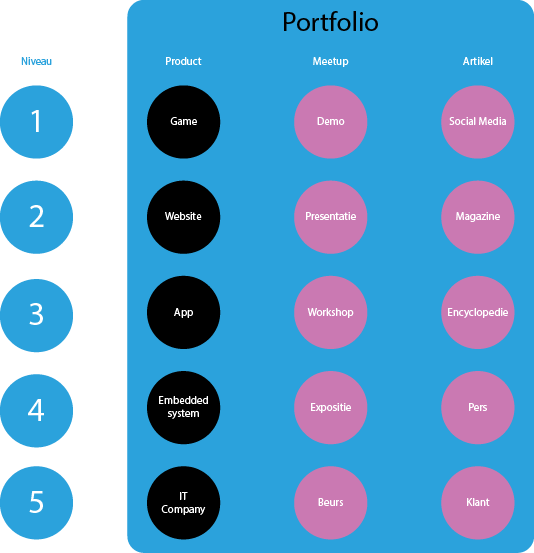 Portfolio
Niveau Product Meetup Artikel
1 Game Demo Social Media
2 Website Presentatie Magazine
3 App Workshop Encyclopedie
4 Embedded system Expositie Pers
5 IT Company Beurs Klant